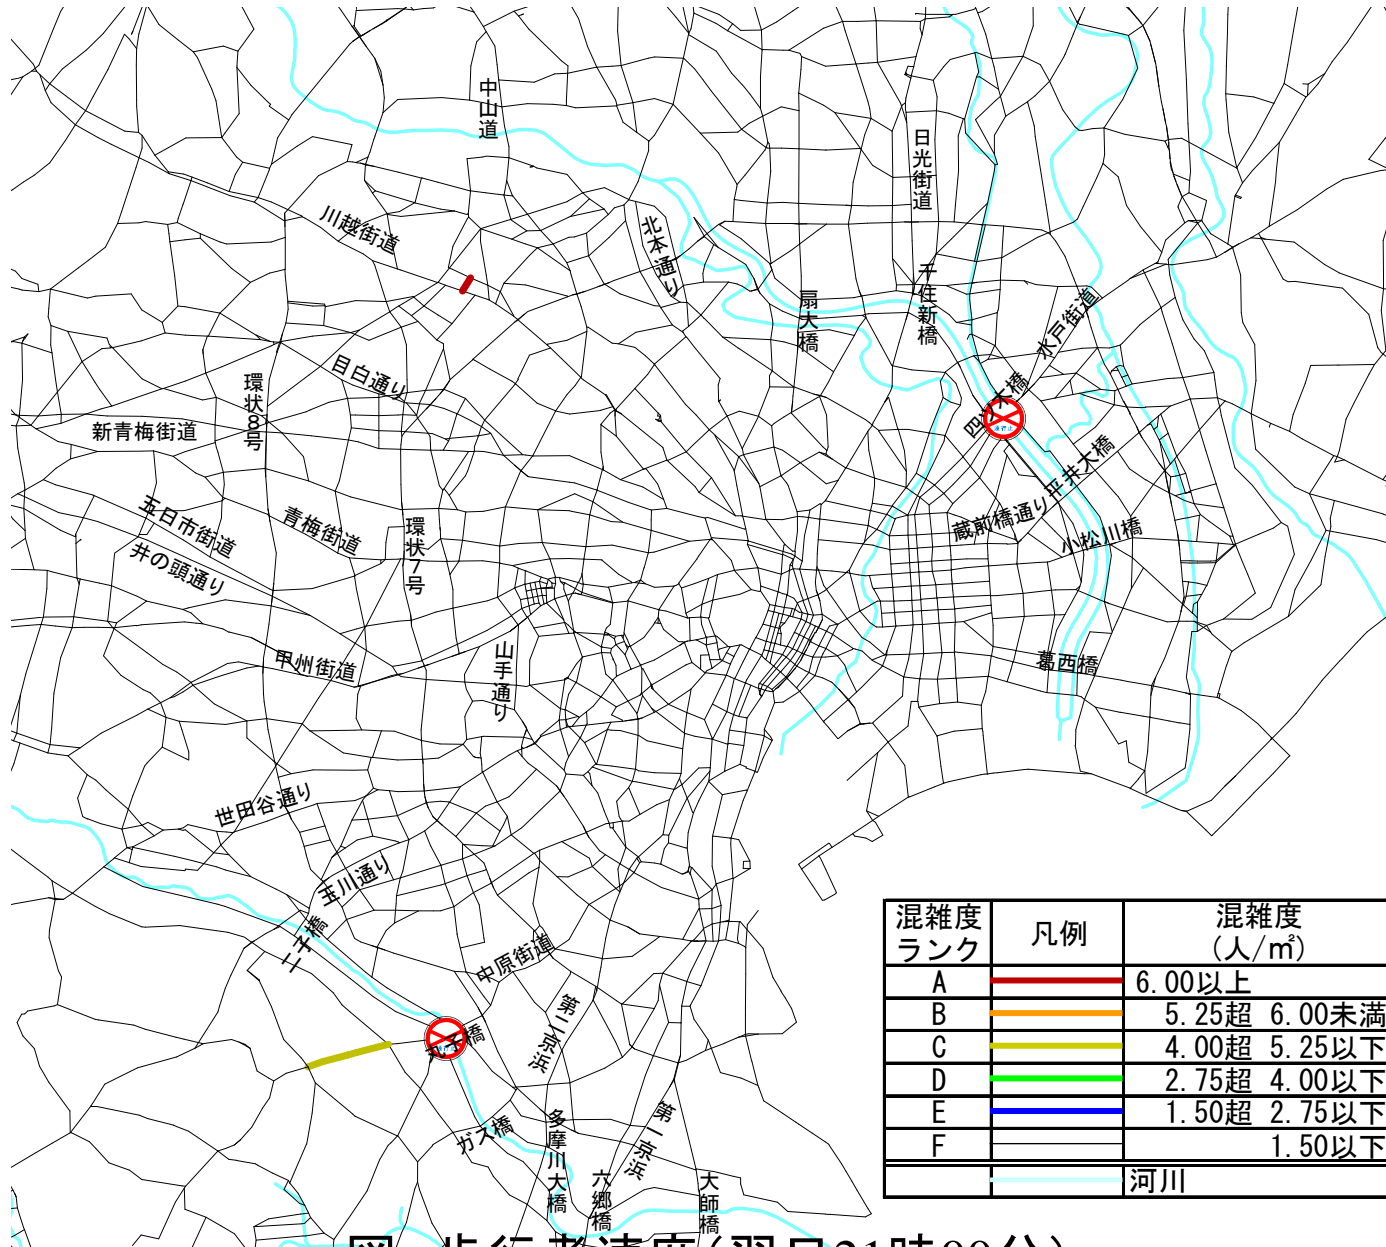 中山道
日光街道
川越街道
北本通り
千住新橋
扇大橋
水戸街道
目白通り
環状8号
四ツ木橋
新青梅街道
平井大橋
五日市街道
青梅街道
蔵前橋通り
環状7号
小松川橋
井の頭通り
甲州街道
山手通り
葛西橋
世田谷通り
玉川通り
二子橋
中原街道
第二京浜
丸子橋
ガス橋
多摩川大橋
第一京浜
六郷橋
大師橋
混雑度ランク 凡例 混雑度(人/㎡)
A 6.00以上
B 5.25超 6.00未満
C 4.00超 5.25以下
D 2.75超 4.00以下
E 1.50超 2.75以下
F 1.50以下
河川